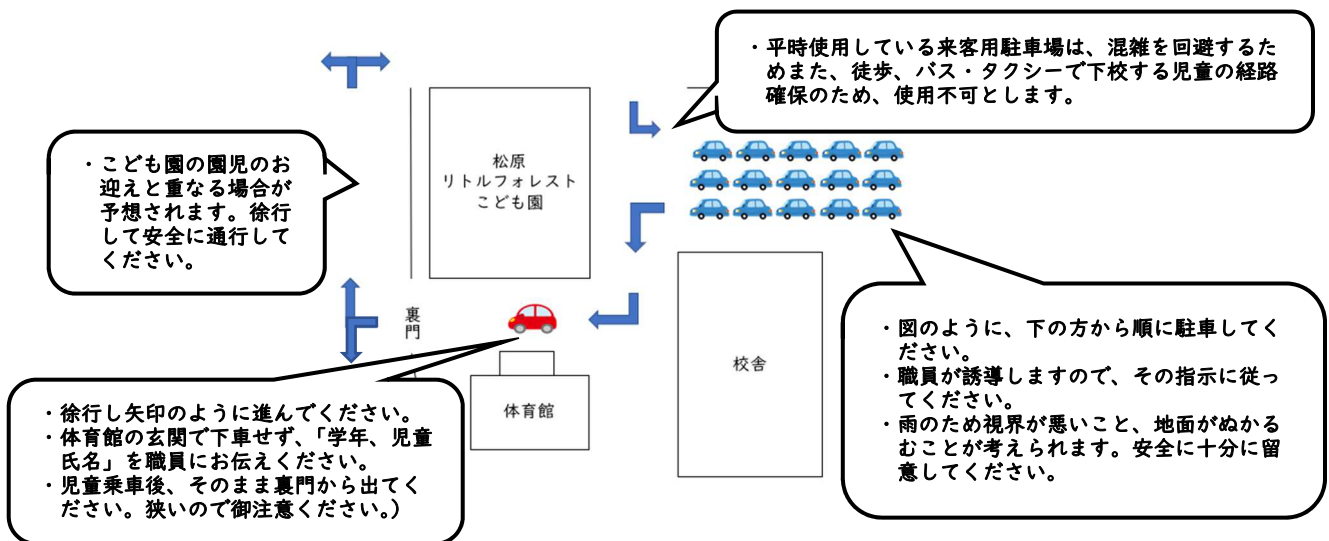 ・平時使用している来客用駐車場は、混雑を回避するた
めまた、徒歩、バス・タクシーで下校する児童の経路
確保のため、使用不可とします。
・こども園の園児のお
迎えと重なる場合が
予想されます。徐行
して安全に通行して
ください。
松原
リトルフォレスト
こども園
裏門
校舎
体育館
・図のように、下の方から順に駐車してく
ださい。
・職員が誘導しますので、その指示に従っ
てください。
・雨のため視界が悪いこと、地面がぬかる
むことが考えられます。安全に十分に留
意してください。
・徐行し矢印のように進んでください。
・体育館の玄関で下車せず、「学年、児童
氏名」を職員にお伝えください。
・児童乗車後、そのまま裏門から出てく
ださい。狭いので御注意ください。）